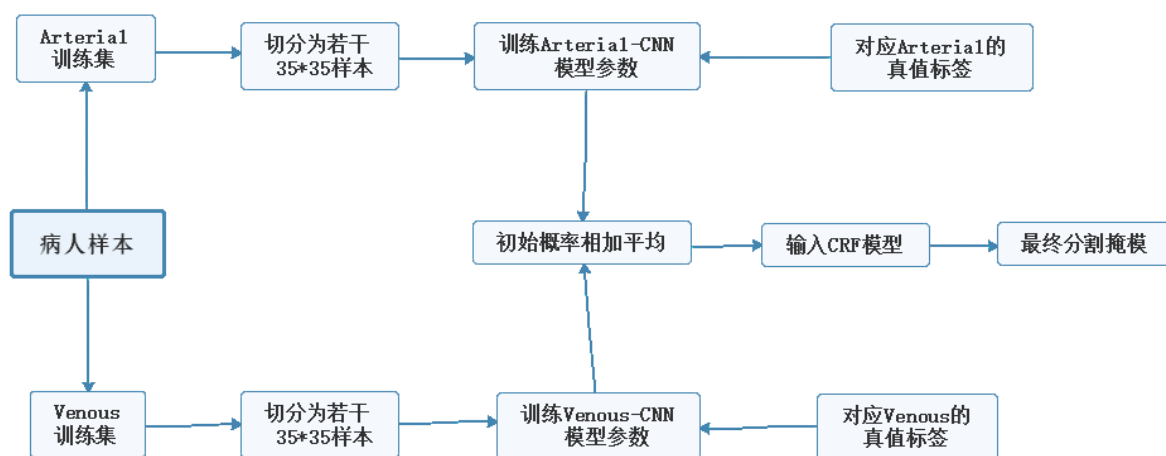 Arterial
训练集
切分为若干
35*35样本
训练Arterial-CNN
模型参数
对应Arterial的
真值标签
病人样本
初始概率相加平均
输入CRF模型
最终分割掩模
Venous
训练集
切分为若干
35*35样本
训练Venous-CNN
模型参数
对应Venous的
真值标签